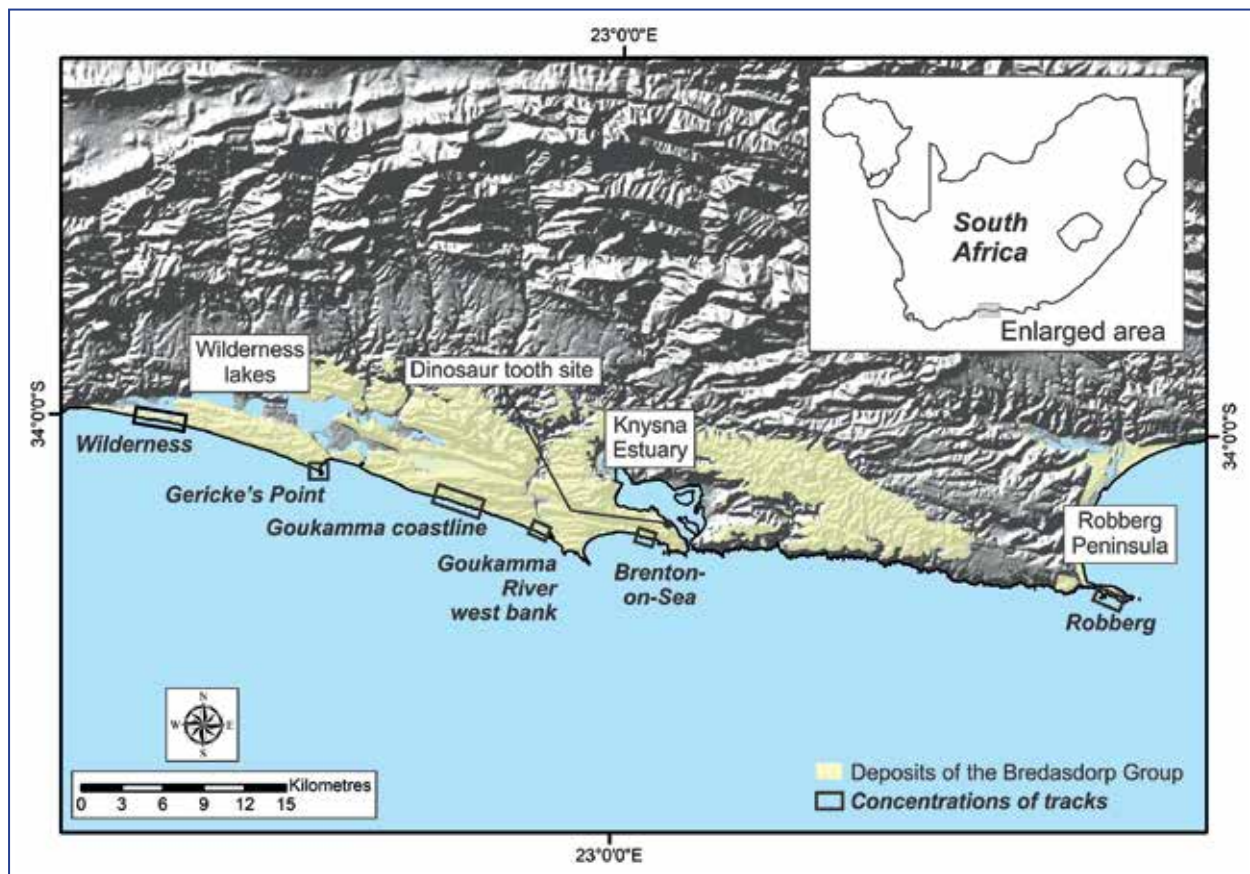 23°0'0"E
South
Africa
Enlarged area
Wilderness
lakes
Dinosaur tooth site
Knysna
Estuary
34°0'0"S
34°0'0"S
Wilderness
Gericke's Point
Goukamma coastline
Goukamma
River
west bank
Brenton-
on-Sea
Robberg
Peninsula
Robberg
N
W E
S
Kilometres
0 3 6 9 12 15
Deposits of the Bredasdorp Group
Concentrations of tracks
23°0'0"E